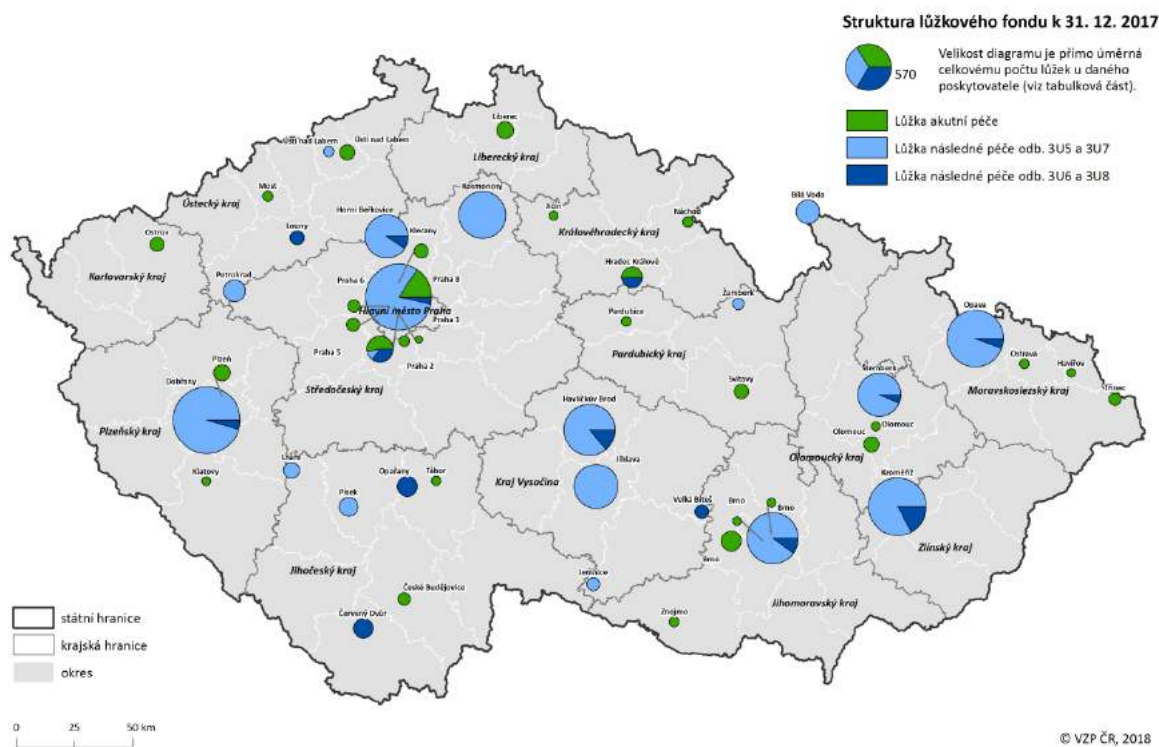 Struktura lůžkového fondu k 31. 12. 2017
570
Velikost diagramu je přímo úměrná
celkovému počtu lůžek u daného
poskytovatele (viz tabulková část).
Lůžka akutní péče
Lůžka následné péče odb. 3U5 a 3U7
Lůžka následné péče odb. 3U6 a 3U8
Liberec
Ústí nad Labem
Ústí nad Labem
Liberecký kraj
Most
Ústecký kraj
Kosmonosy
Bílá Voda
Horní Beřkovice
Jičín
Náchod
Klecany
Louny
Královéhradecký kraj
Ostrov
Karlovarský kraj
Hradec Králové
Petrohrad
Praha 6
Praha 8
Žamberk
Opava
Hlavní město Praha
Praha 3
Pardubice
Praha 5
Praha 2
Pardubický kraj
Ostrava
Havířov
Plzeň
Středočeský kraj
Šternberk
Moravskoslezský kraj
Dobřany
Svitavy
Třinec
Havlíčkův Brod
Olomouc
Plzeňský kraj
Olomouc
Olomoucký kraj
Jihlava
Klatovy
Opařany
Tábor
Kraj Vysočina
Kroměříž
Písek
Velká Bíteš
Brno
Brno
Zlínský kraj
Brno
Jihočeský kraj
Jemnice
České Budějovice
Jihomoravský kraj
Červený Dvůr
Znojmo
státní hranice
krajská hranice
okres
0 25 50 km
© VZP ČR, 2018